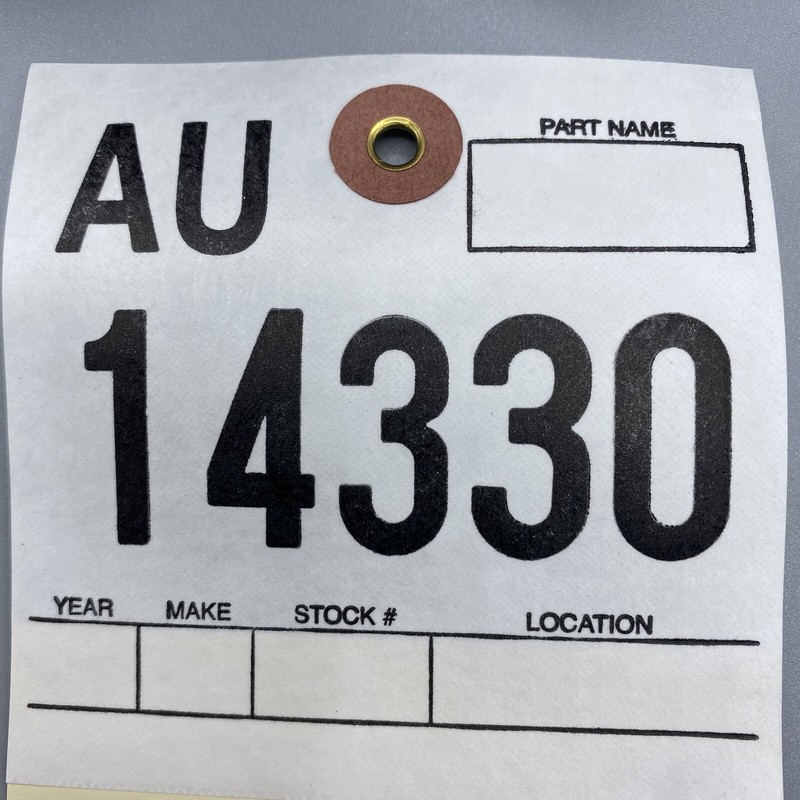 AU
PART NAME
14330
YEAR MAKE STOCK # LOCATION